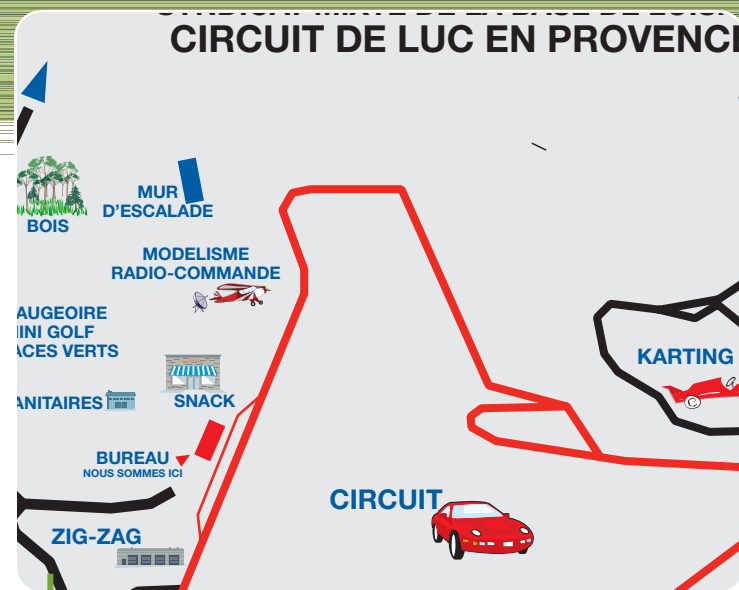 CIRCUIT DE LUC EN PROVENCE
MUR
D'ESCALADE
BOIS
MODELISME
RADIO-COMMANDE
AUGEOIRE
INI GOLF
ACES VERTS
KARTING
ANITAIRES
SNACK
BUREAU
NOUS SOMMES ICI
CIRCUIT
ZIG-ZAG